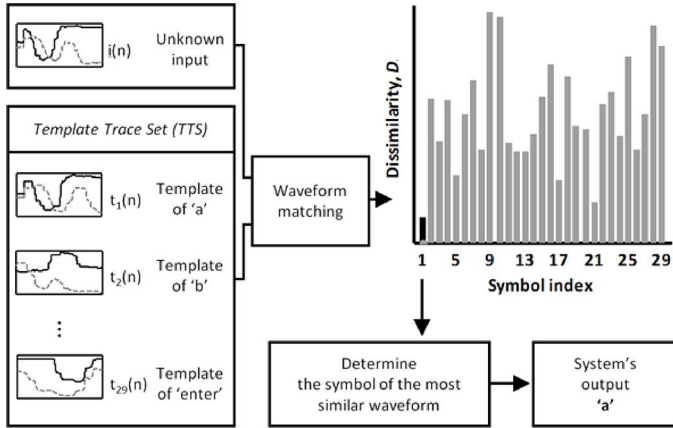 i(n)
Unknown
input
Template Trace Set (TTS)
t1(n)
Template
of ‘a’
t2(n)
Template
of ‘b’
⋮
t29(n)
Template
of ‘enter’
Waveform
matching
Dissimilarity, D
1 5 9 13 17 21 25 29
Symbol index
Determine
the symbol of the most
similar waveform
System’s
output
‘a’